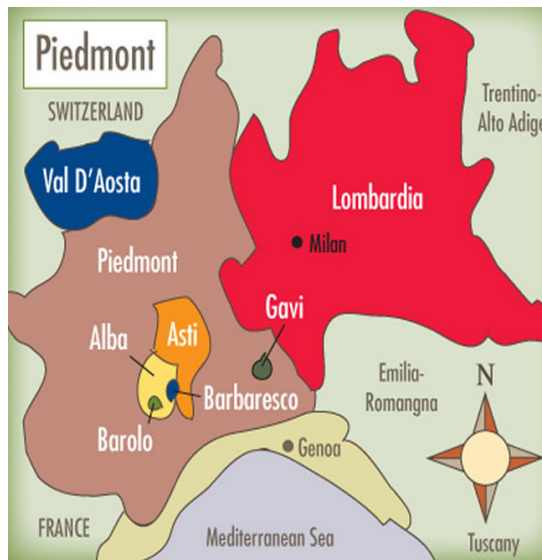 Piedmont
SWITZERLAND
Trentino-
Alto Adige
Val D'Aosta
Lombardia
Milan
Piedmont
Gavi
Alba
Asti
Barbaresco
Barolo
Emilia-
Romangna
N
Genoa
FRANCE
Mediterranean Sea
Tuscany